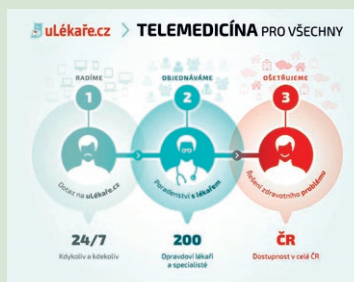 uLékaře.cz > TELEMEDICÍNA PRO VŠECHNY
RADÍME
OBJEDNÁVÁME
OŠETŘUJEME
1
2
3
Dotaz na uLékaře.cz
Poradenství s lékařem
Řešení zdravotního problému
24/7
Kdykoliv a kdekoliv
200
Opravdoví lékaři
a specialisté
ČR
Dostupnost v celé ČR